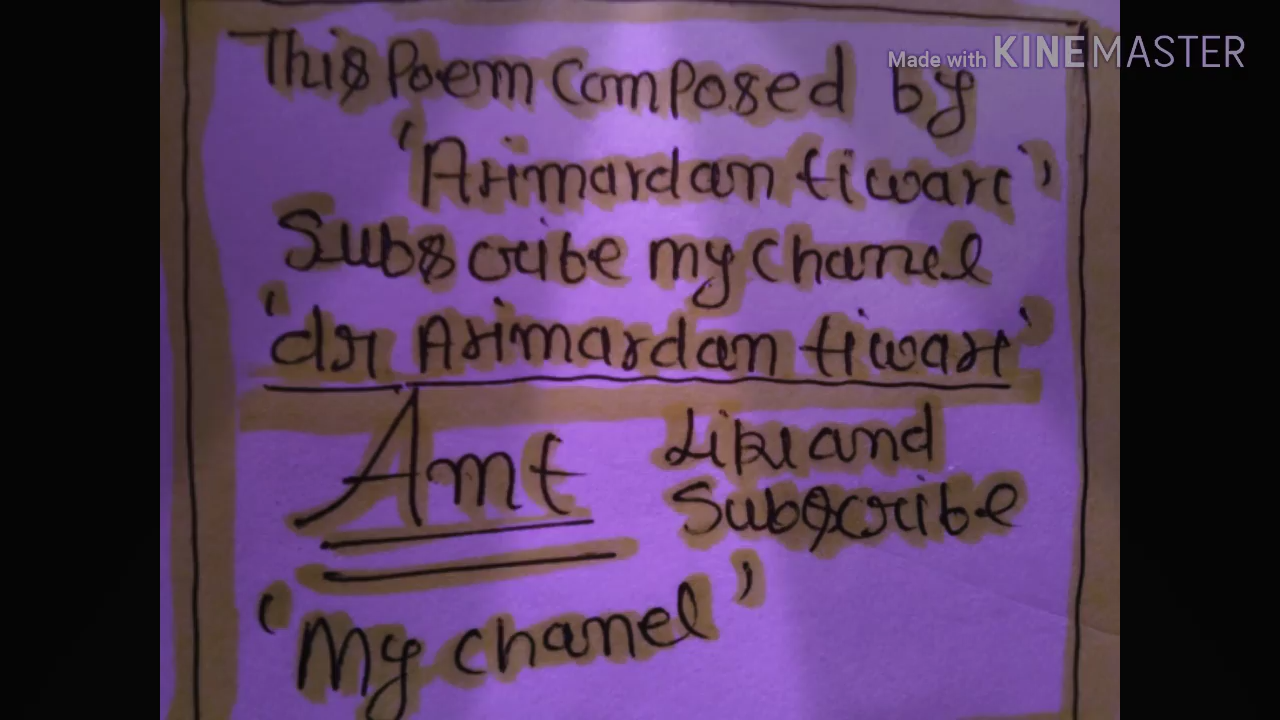 Made with KINEMASTER
This Poem Composed by
'Arimardan tiwari'
Subscribe my chanel
'dr Arimardan tiwari'
Amt
Like and
Subscribe
"My chanel"